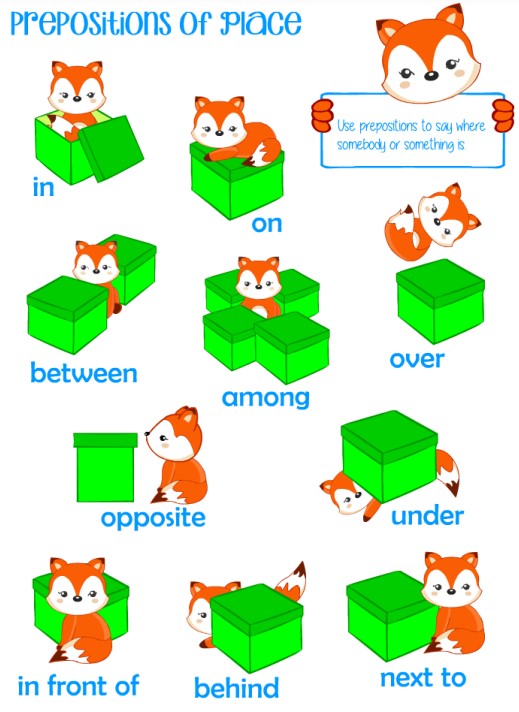 Prepositions of Place
Use prepositions to say where
somebody or something is.
in
on
between
among
over
opposite
under
in front of
behind
next to